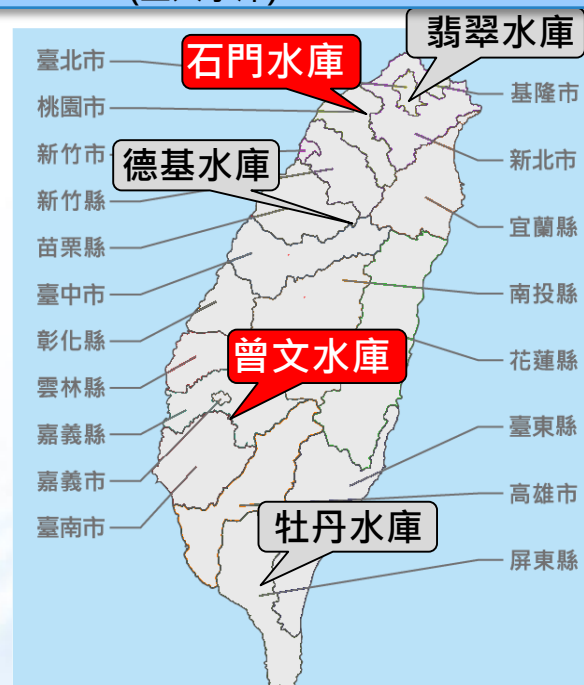 翡翠水庫
石門水庫
德基水庫
曾文水庫
牡丹水庫
臺北市
桃園市
新竹市
新竹縣
苗栗縣
臺中市
彰化縣
雲林縣
嘉義縣
嘉義市
臺南市
基隆市
新北市
宜蘭縣
南投縣
花蓮縣
臺東縣
高雄市
屏東縣